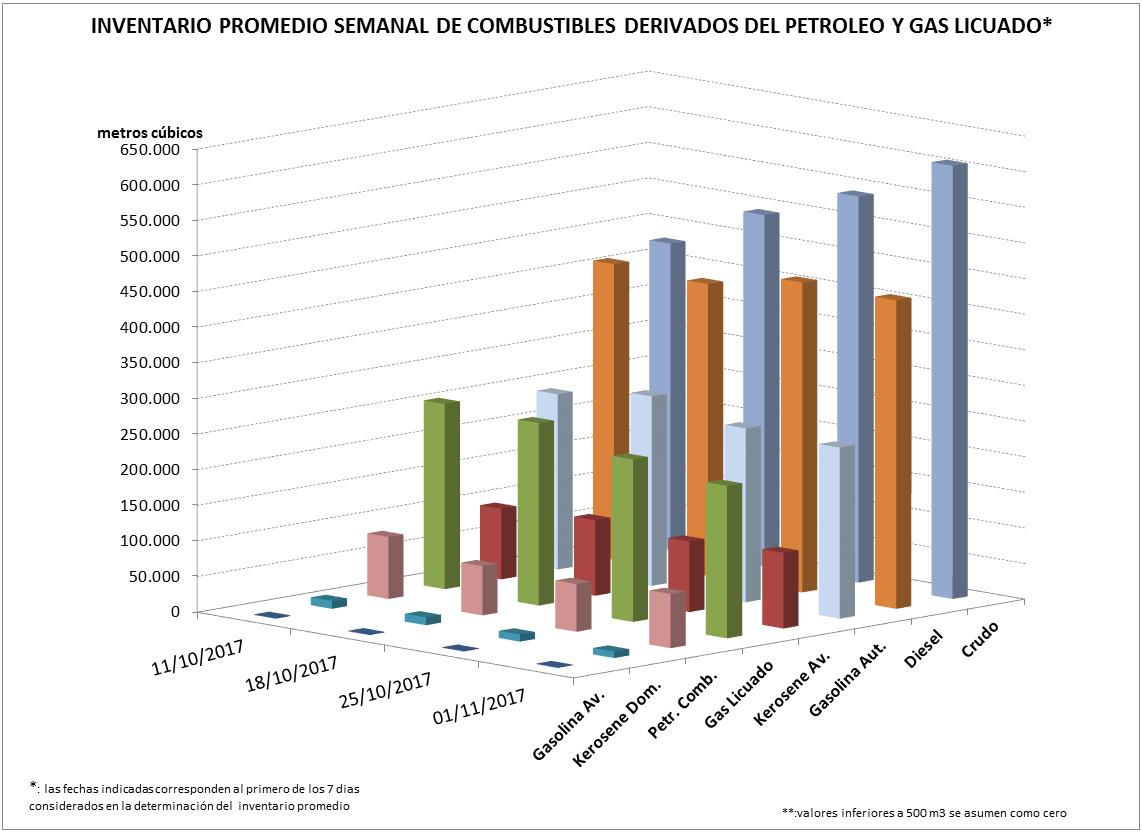 INVENTARIO PROMEDIO SEMANAL DE COMBUSTIBLES DERIVADOS DEL PETROLEO Y GAS LICUADO*
metros cúbicos
650.000
600.000
550.000
500.000
450.000
400.000
350.000
300.000
250.000
200.000
150.000
100.000
50.000
0
11/10/2017
18/10/2017
25/10/2017
01/11/2017
Gasolina Av.
Kerosene Dom.
Petr. Comb.
Gas Licuado
Kerosene Av.
Gasolina Aut.
Diesel
Crudo
*: las fechas indicadas corresponden al primero de los 7 dias
considerados en la determinación del inventario promedio
**:valores inferiores a 500 m3 se asumen como cero